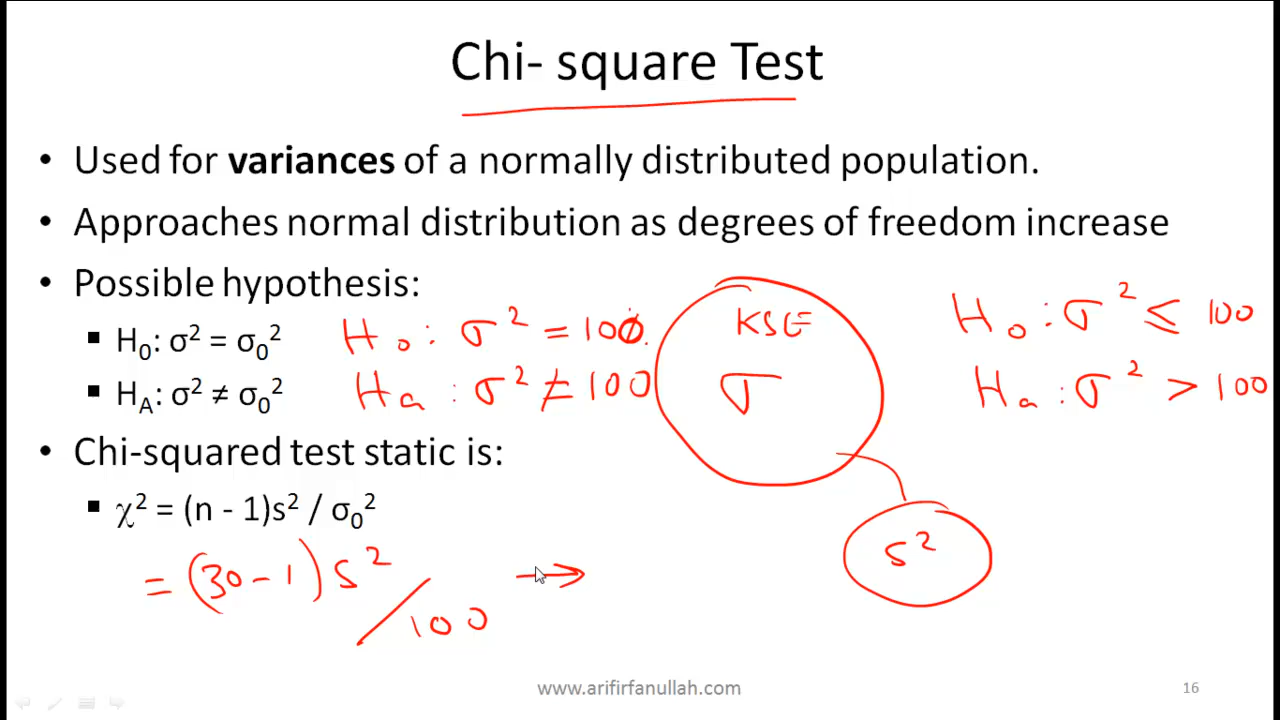 Chi- square Test
• Used for variances of a normally distributed population.
• Approaches normal distribution as degrees of freedom increase
• Possible hypothesis:
▪ H₀: σ² = σ₀²
H₀ : σ² = 100.
KSE
H₀ : σ² ≤ 100
▪ H_A: σ² ≠ σ₀²
Ha : σ² ≠ 100
σ
Ha : σ² > 100
• Chi-squared test static is:
▪ χ² = (n - 1)s² / σ₀²
s²
= (30 - 1) s² / 100 →
www.arifirfanullah.com
16